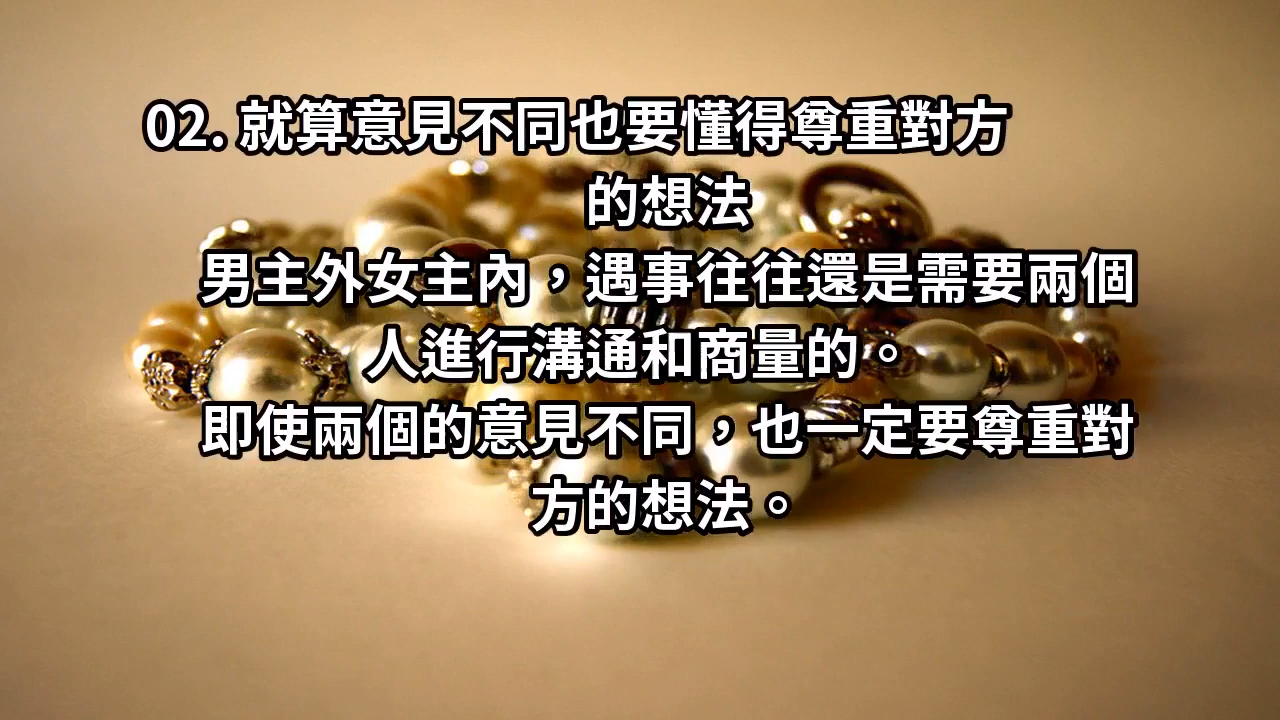 02. 就算意見不同也要懂得尊重對方
的想法
男主外女主內，遇事往往還是需要兩個
人進行溝通和商量的。
即使兩個的意見不同，也一定要尊重對
方的想法。